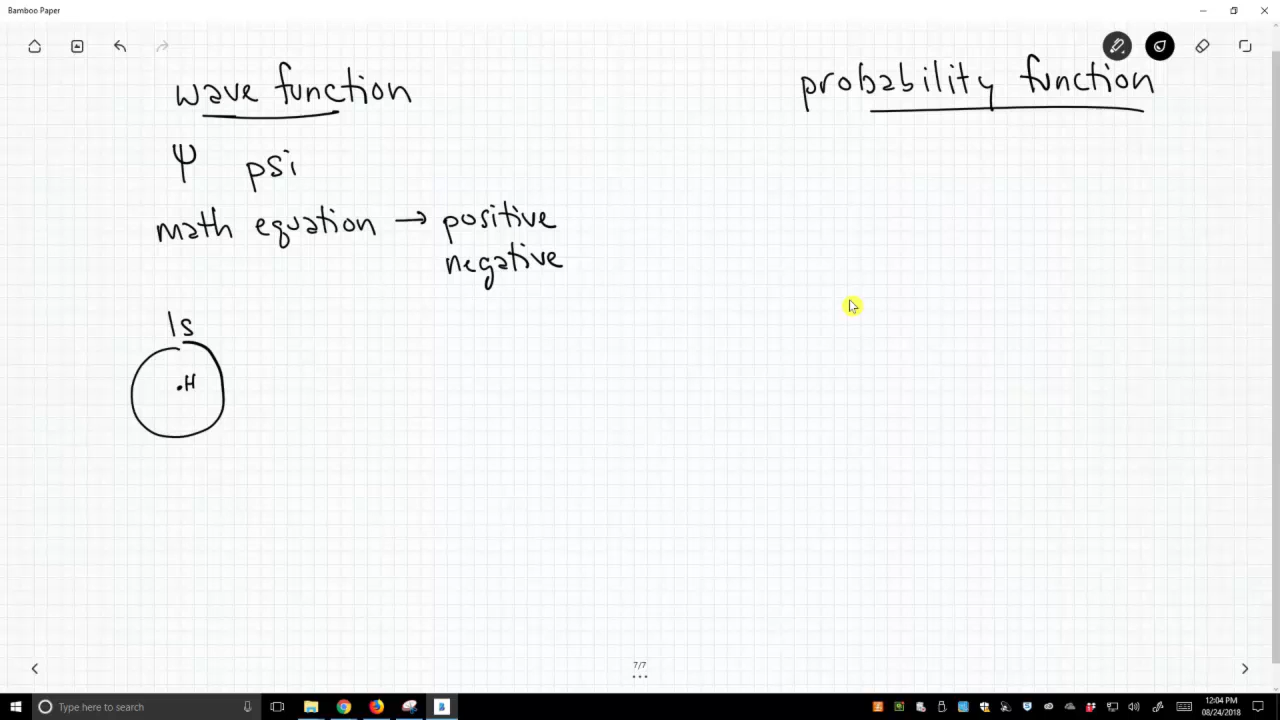 Bamboo Paper
wave function
probability function
Ψ psi
math equation → positive
negative
1s
.H
7/7
Type here to search
12:04 PM
08/24/2018